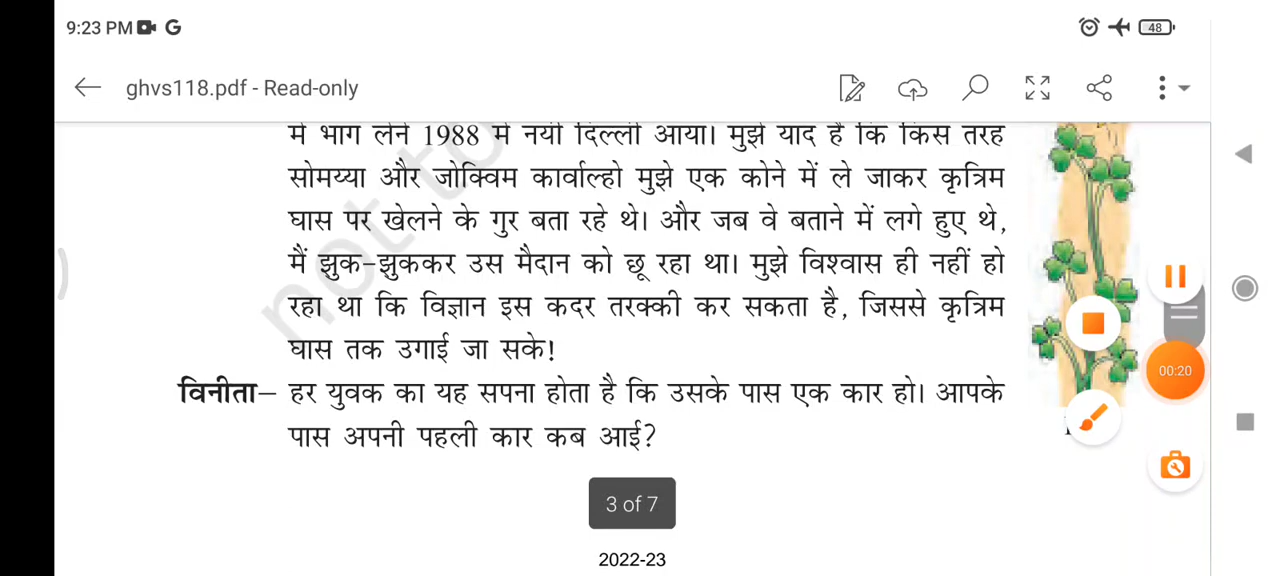 9:23 PM G 48
ghvs118.pdf - Read-only
में भाग लेने 1988 में नयी दिल्ली आया। मुझे याद है कि किस तरह
सोमय्या और जोक्विम कार्वाल्हो मुझे एक कोने में ले जाकर कृत्रिम
घास पर खेलने के गुर बता रहे थे। और जब वे बताने में लगे हुए थे,
मैं झुक-झुककर उस मैदान को छू रहा था। मुझे विश्वास ही नहीं हो
रहा था कि विज्ञान इस कदर तरक्की कर सकता है, जिससे कृत्रिम
घास तक उगाई जा सके!
विनीता– हर युवक का यह सपना होता है कि उसके पास एक कार हो। आपके
पास अपनी पहली कार कब आई?
not to
00:20
3 of 7
2022-23